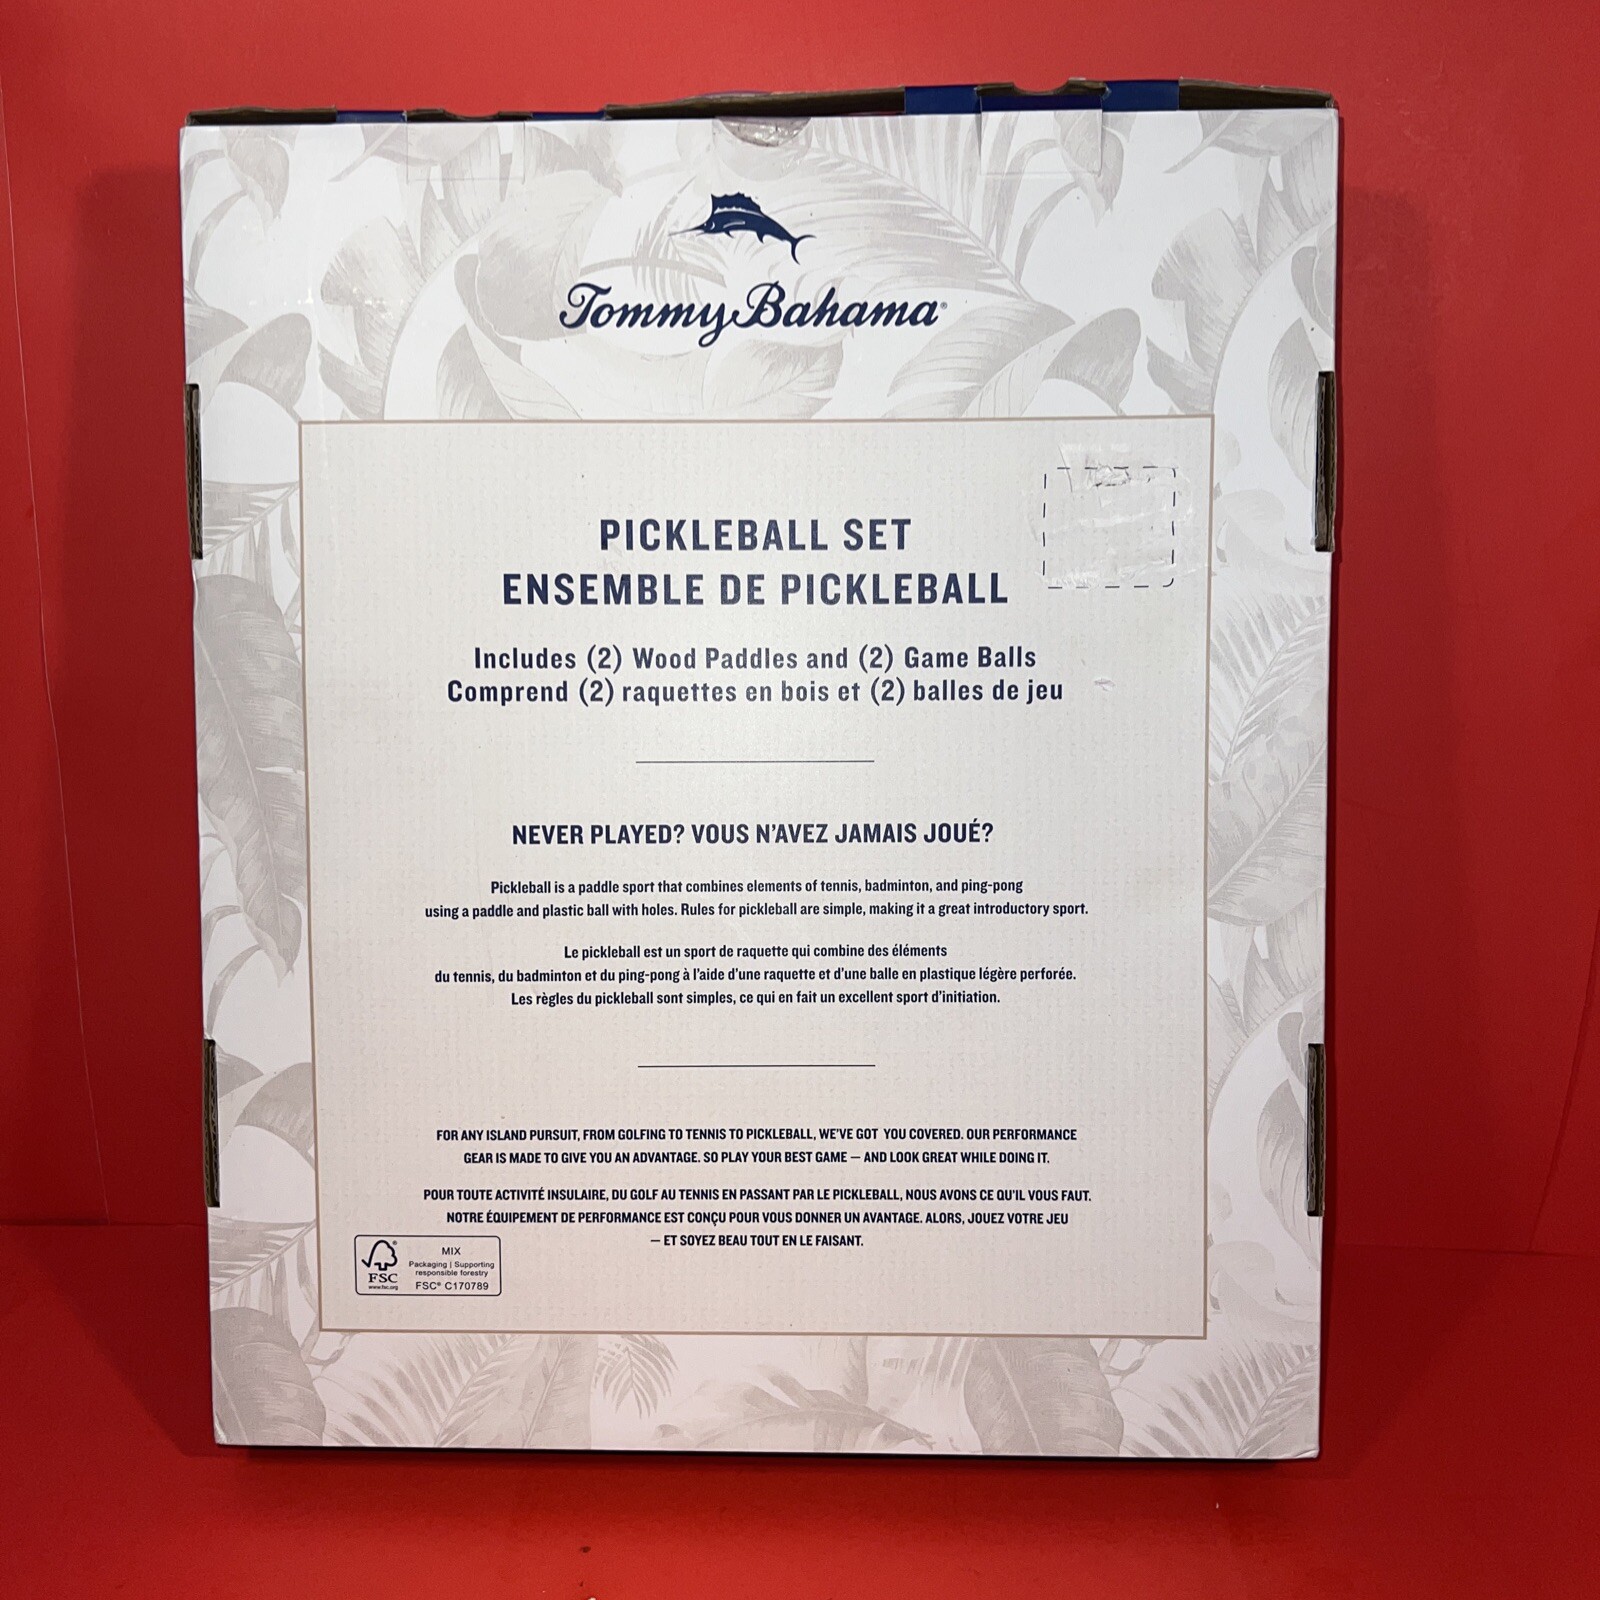 Tommy Bahama®
PICKLEBALL SET
ENSEMBLE DE PICKLEBALL
Includes (2) Wood Paddles and (2) Game Balls
Comprend (2) raquettes en bois et (2) balles de jeu
NEVER PLAYED? VOUS N'AVEZ JAMAIS JOUÉ?
Pickleball is a paddle sport that combines elements of tennis, badminton, and ping-pong
using a paddle and plastic ball with holes. Rules for pickleball are simple, making it a great introductory sport.
Le pickleball est un sport de raquette qui combine des éléments
du tennis, du badminton et du ping-pong à l'aide d'une raquette et d'une balle en plastique légère perforée.
Les règles du pickleball sont simples, ce qui en fait un excellent sport d'initiation.
FOR ANY ISLAND PURSUIT, FROM GOLFING TO TENNIS TO PICKLEBALL, WE'VE GOT YOU COVERED. OUR PERFORMANCE
GEAR IS MADE TO GIVE YOU AN ADVANTAGE. SO PLAY YOUR BEST GAME — AND LOOK GREAT WHILE DOING IT.
POUR TOUTE ACTIVITÉ INSULAIRE, DU GOLF AU TENNIS EN PASSANT PAR LE PICKLEBALL, NOUS AVONS CE QU'IL VOUS FAUT.
NOTRE ÉQUIPEMENT DE PERFORMANCE EST CONÇU POUR VOUS DONNER UN AVANTAGE. ALORS, JOUEZ VOTRE JEU
— ET SOYEZ BEAU TOUT EN LE FAISANT.
®
FSC
www.fsc.org
MIX
Packaging | Supporting
responsible forestry
FSC® C170789